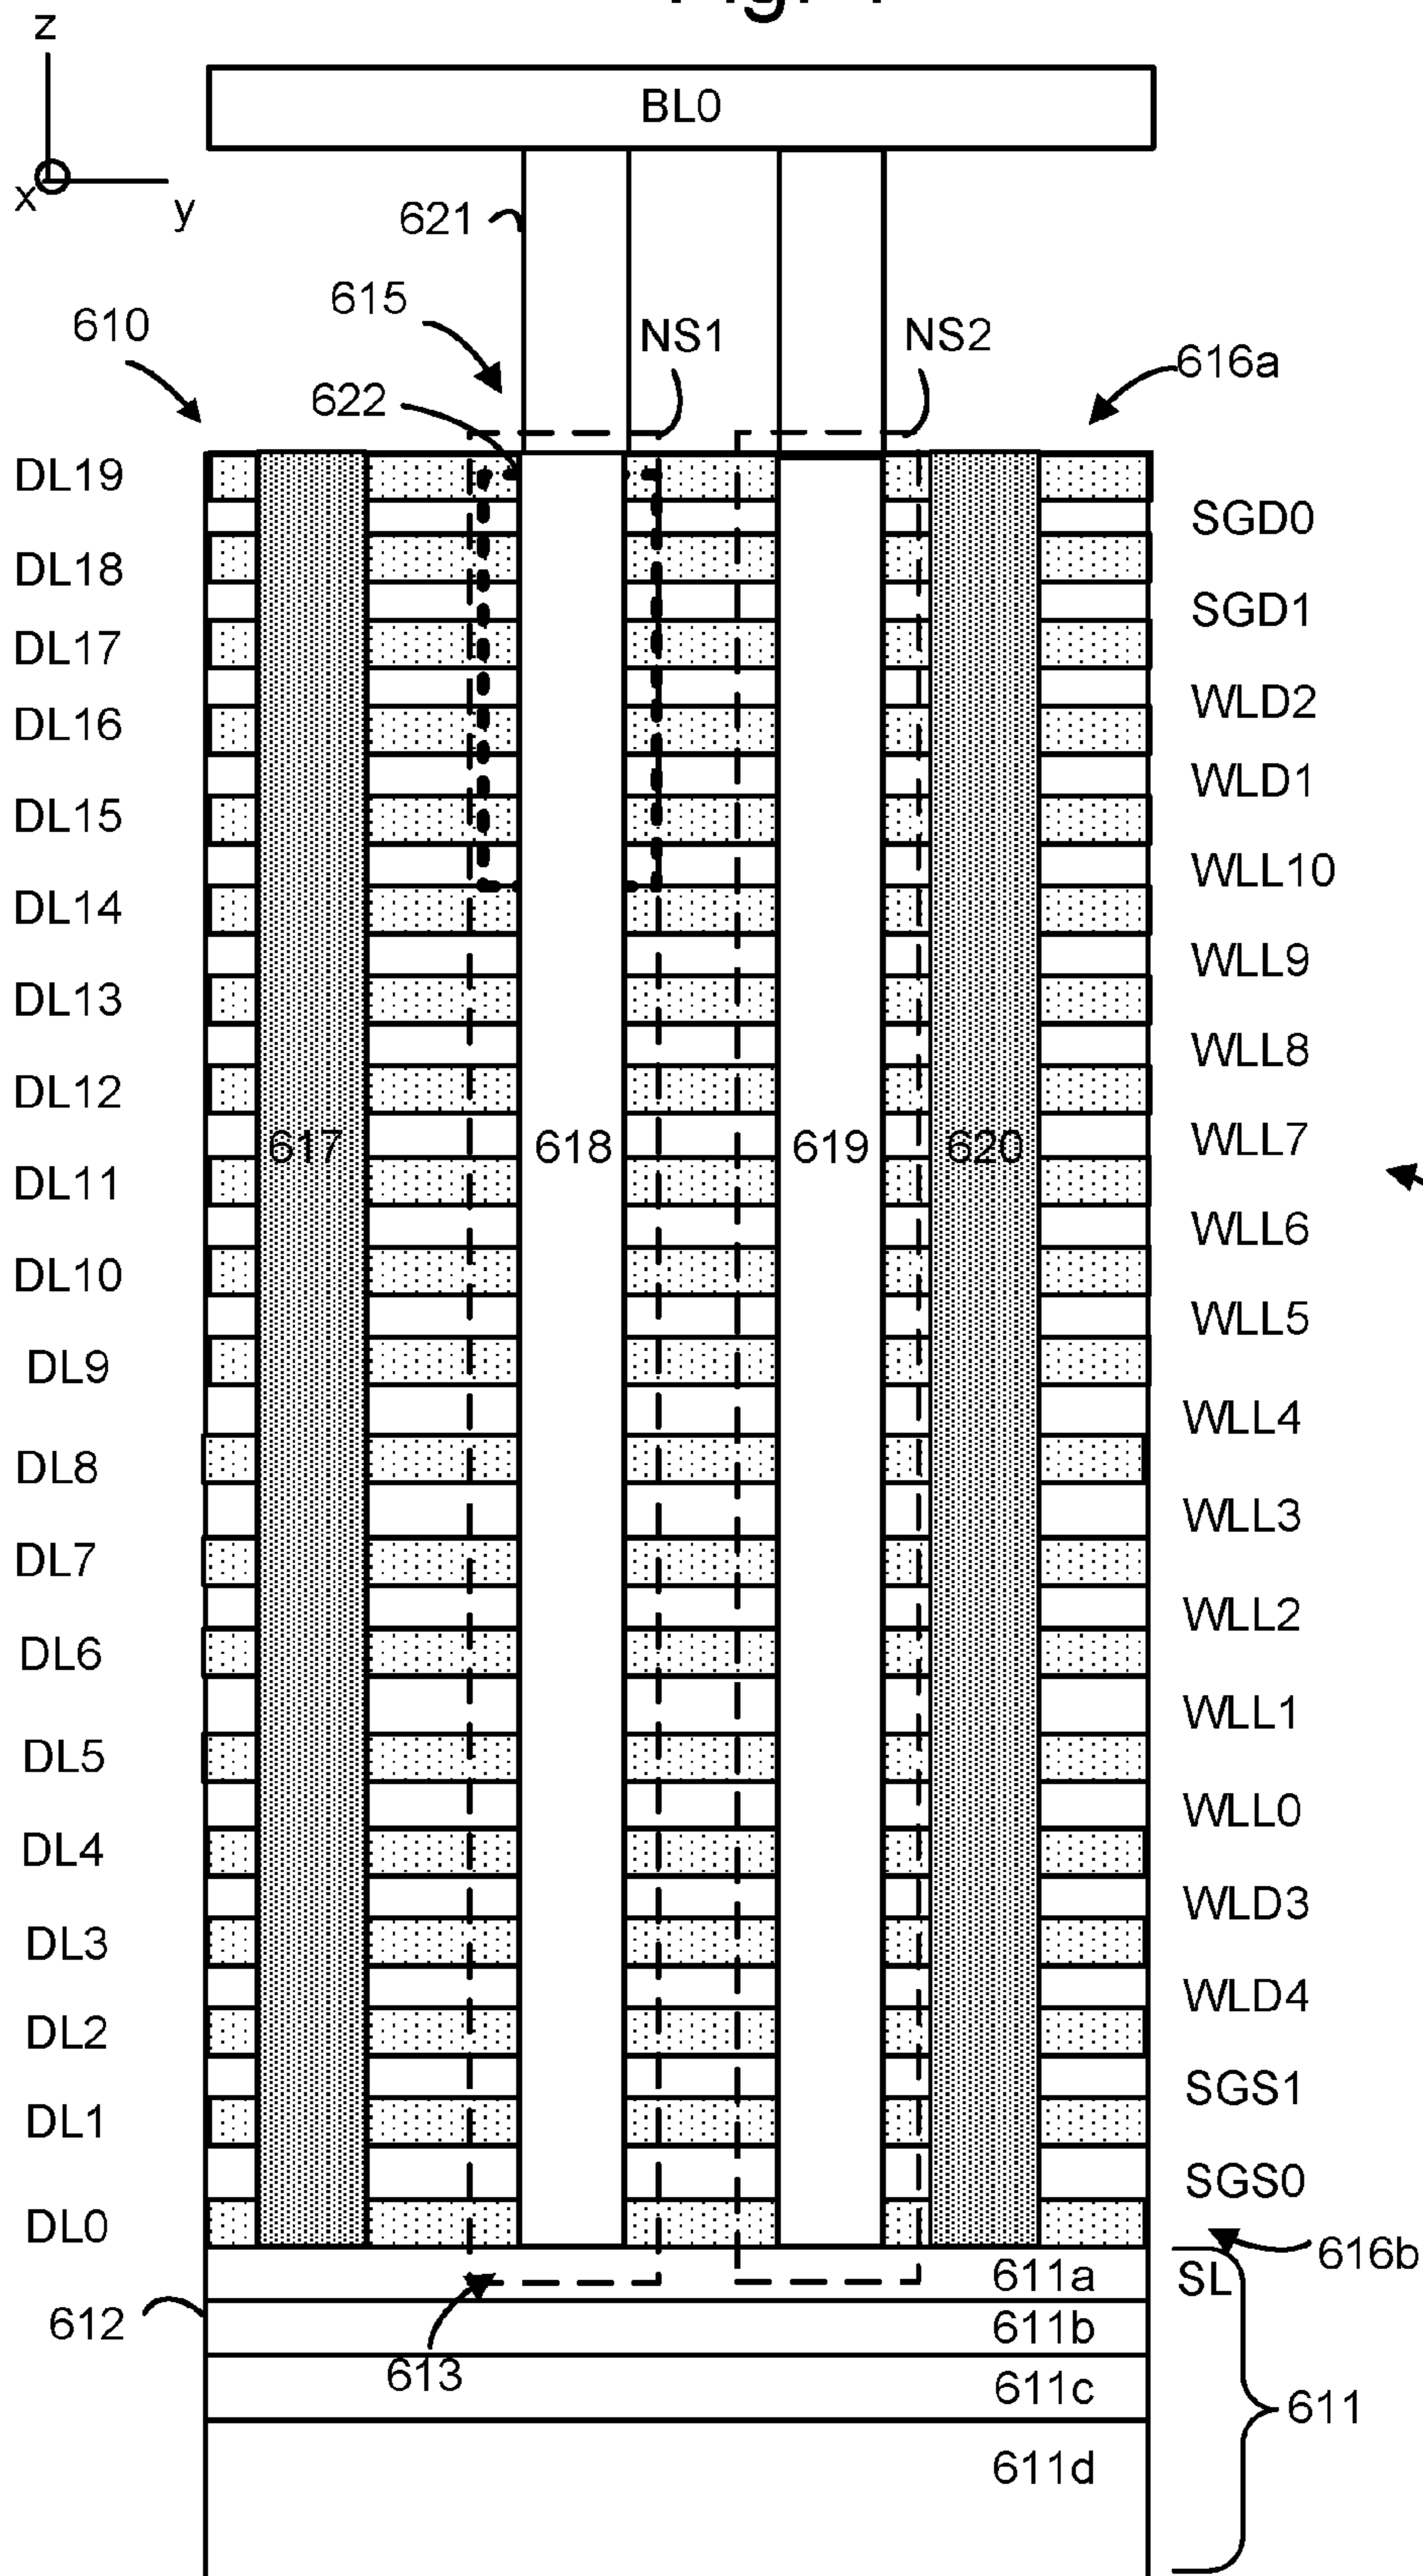 z
BL0
x
y
621
615
NS1
NS2
610
616a
622
DL19
SGD0
DL18
SGD1
DL17
WLD2
DL16
WLD1
DL15
WLL10
DL14
WLL9
DL13
WLL8
DL12
WLL7
617
618
619
620
DL11
WLL6
DL10
WLL5
DL9
WLL4
DL8
WLL3
DL7
WLL2
DL6
WLL1
DL5
WLL0
DL4
WLD3
DL3
WLD4
DL2
SGS1
DL1
SGS0
DL0
616b
611a
SL
612
611b
613
611c
611
611d